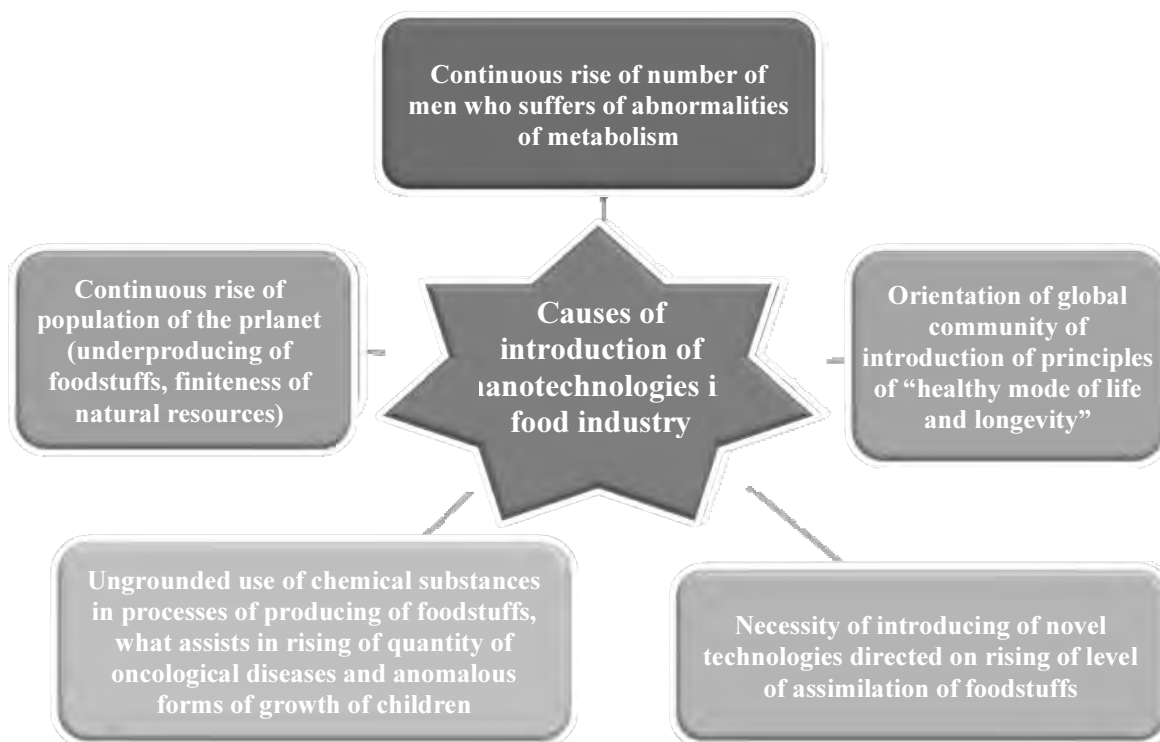 Continuous rise of number of
men who suffers of abnormalities
of metabolism
Continuous rise of
population of the prlanet
(underproducing of
foodstuffs, finiteness of
natural resources)
Causes of
introduction of
nanotechnologies i
food industry
Orientation of global
community of
introduction of principles
of “healthy mode of life
and longevity”
Ungrounded use of chemical substances
in processes of producing of foodstuffs,
what assists in rising of quantity of
oncological diseases and anomalous
forms of growth of children
Necessity of introducing of novel
technologies directed on rising of level
of assimilation of foodstuffs